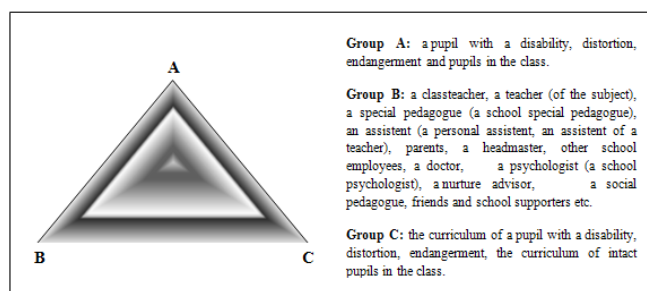 A
B
C
Group A: a pupil with a disability, distortion,
endangerment and pupils in the class.
Group B: a classteacher, a teacher (of the subject),
a special pedagogue (a school special pedagogue),
an assistent (a personal assistent, an assistent of a
teacher), parents, a headmaster, other school
employees, a doctor, a psychologist (a school
psychologist), a nurture advisor, a social
pedagogue, friends and school supporters etc.
Group C: the curriculum of a pupil with a disability,
distortion, endangerment, the curriculum of intact
pupils in the class.